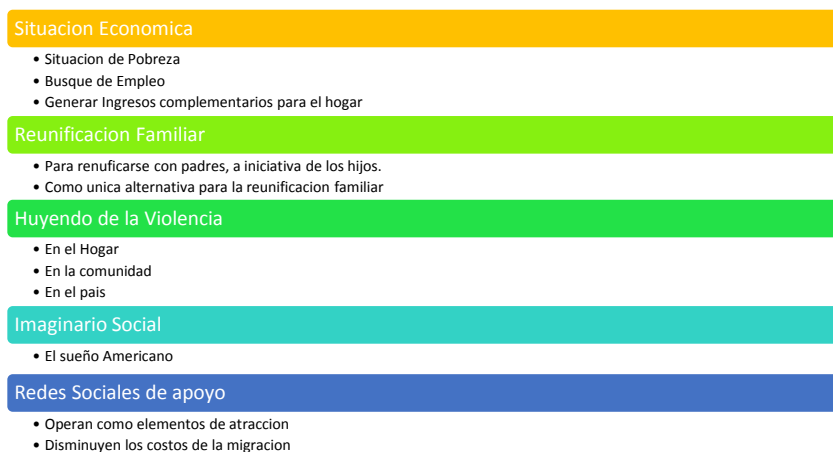 Situacion Economica
• Situacion de Pobreza
• Busque de Empleo
• Generar Ingresos complementarios para el hogar
Reunificacion Familiar
• Para renuficarse con padres, a iniciativa de los hijos.
• Como unica alternativa para la reunificacion familiar
Huyendo de la Violencia
• En el Hogar
• En la comunidad
• En el pais
Imaginario Social
• El sueño Americano
Redes Sociales de apoyo
• Operan como elementos de atraccion
• Disminuyen los costos de la migracion